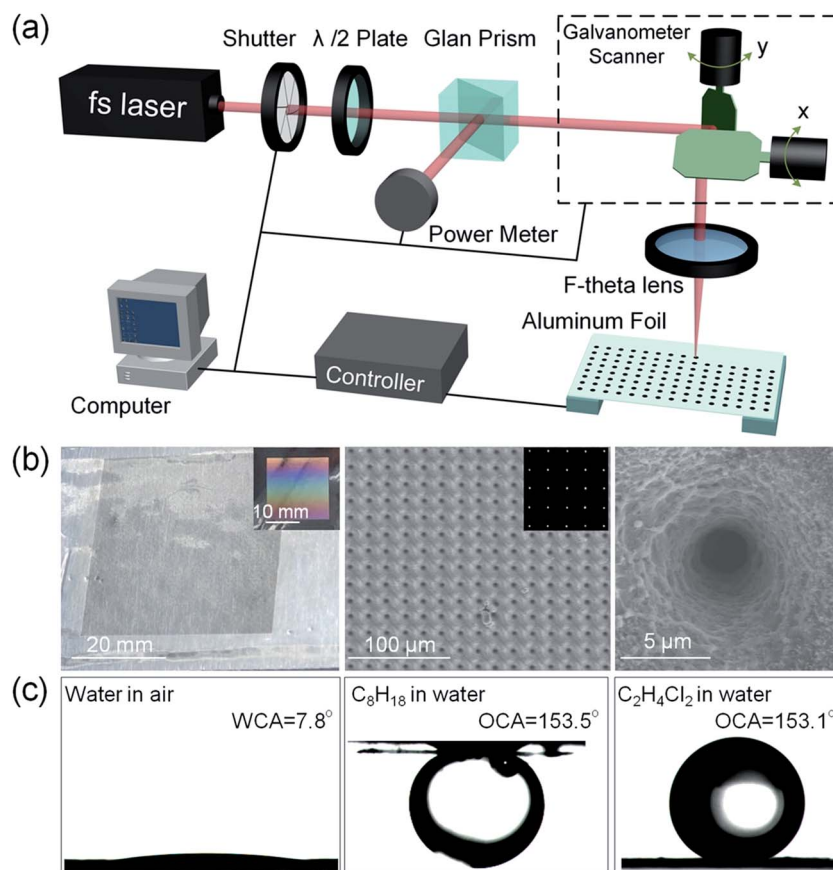 (a)
Shutter
λ /2 Plate
Glan Prism
Galvanometer
Scanner
y
x
fs laser
Power Meter
F-theta lens
Aluminum Foil
Controller
Computer
(b)
10 mm
20 mm
100 μm
5 μm
(c)
Water in air
WCA=7.8°
C₈H₁₈ in water
OCA=153.5°
C₂H₄Cl₂ in water
OCA=153.1°